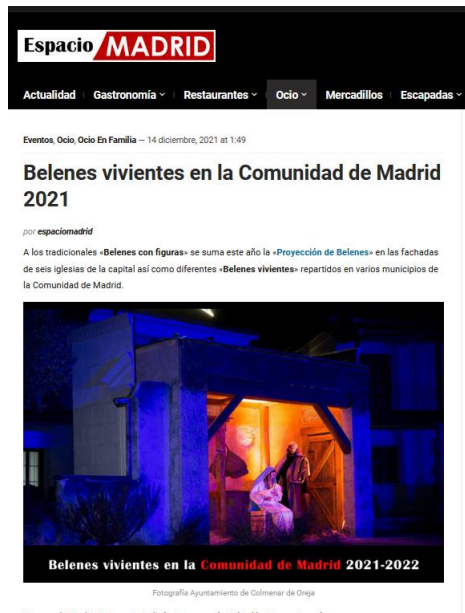 Espacio MADRID
Actualidad Gastronomía Restaurantes Ocio Mercadillos Escapadas
Eventos, Ocio, Ocio En Familia — 14 diciembre, 2021 at 1:49
Belenes vivientes en la Comunidad de Madrid
2021
por espaciomadrid
A los tradicionales «Belenes con figuras» se suma este año la «Proyección de Belenes» en las fachadas
de seis iglesias de la capital así como diferentes «Belenes vivientes» repartidos en varios municipios de
la Comunidad de Madrid.
Belenes vivientes en la Comunidad de Madrid 2021-2022
Fotografía Ayuntamiento de Colmenar de Oreja